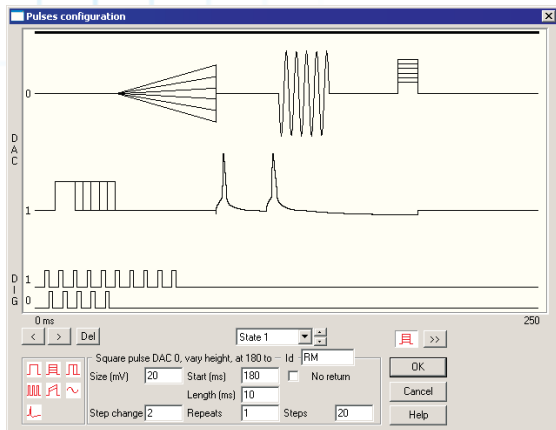 Pulses configuration
0
D
A
C
1
D
I
G
1
0
0 ms
250
< > Del
State 1
>>
Square pulse DAC 0, vary height, at 180 to
Id RM
Size (mV) 20
Start (ms) 180
No return
Length (ms) 10
Step change 2
Repeats 1
Steps 20
OK
Cancel
Help